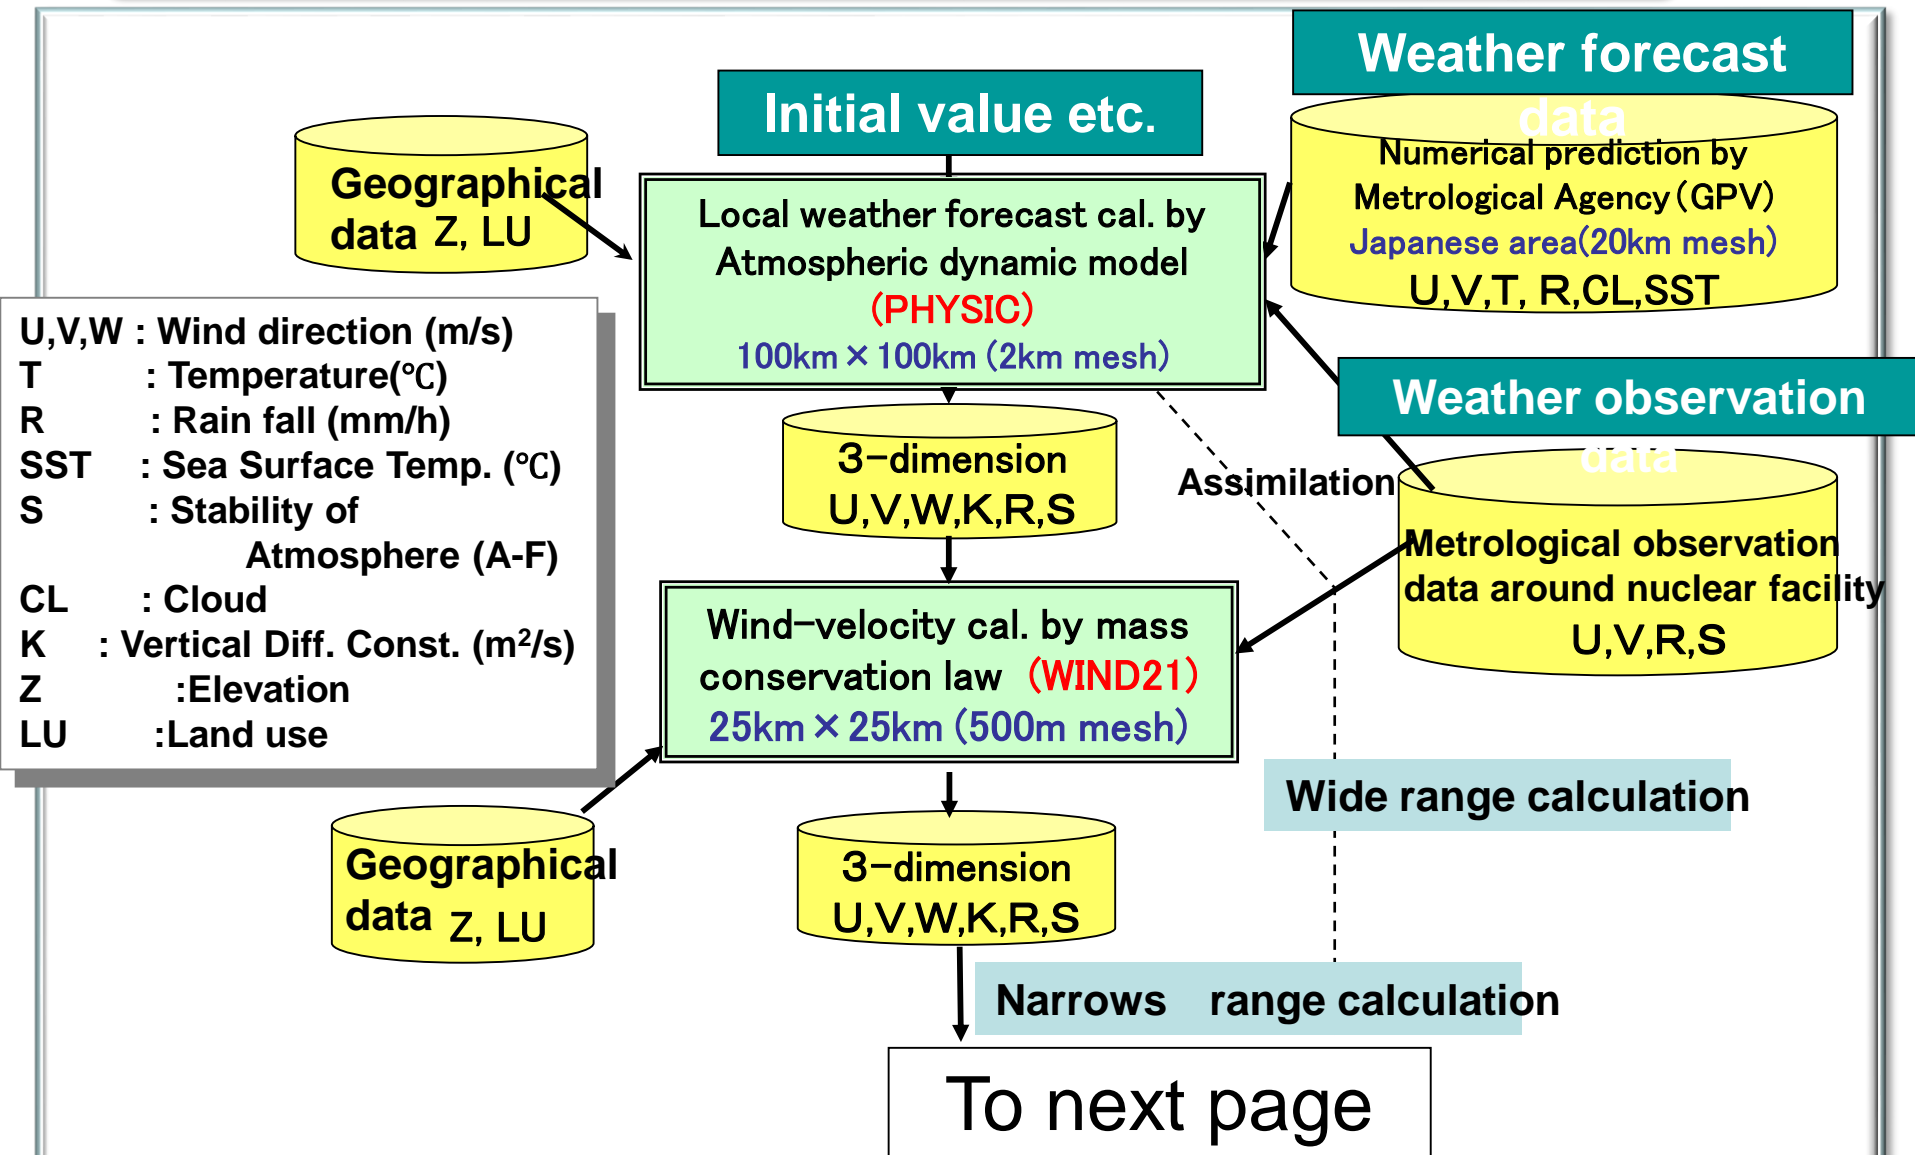 Weather forecast
data
Initial value etc.
Geographical
data Z, LU
Local weather forecast cal. by
Atmospheric dynamic model
(PHYSIC)
100km×100km (2km mesh)
Numerical prediction by
Metrological Agency (GPV)
Japanese area(20km mesh)
U,V,T, R,CL,SST
U,V,W : Wind direction (m/s)
T : Temperature(℃)
R : Rain fall (mm/h)
SST : Sea Surface Temp. (℃)
S : Stability of
Atmosphere (A-F)
CL : Cloud
K : Vertical Diff. Const. (m²/s)
Z :Elevation
LU :Land use
Weather observation
data
3-dimension
U,V,W,K,R,S
Assimilation
Metrological observation
data around nuclear facility
U,V,R,S
Wind-velocity cal. by mass
conservation law (WIND21)
25km×25km (500m mesh)
Wide range calculation
Geographical
data Z, LU
3-dimension
U,V,W,K,R,S
Narrows range calculation
To next page